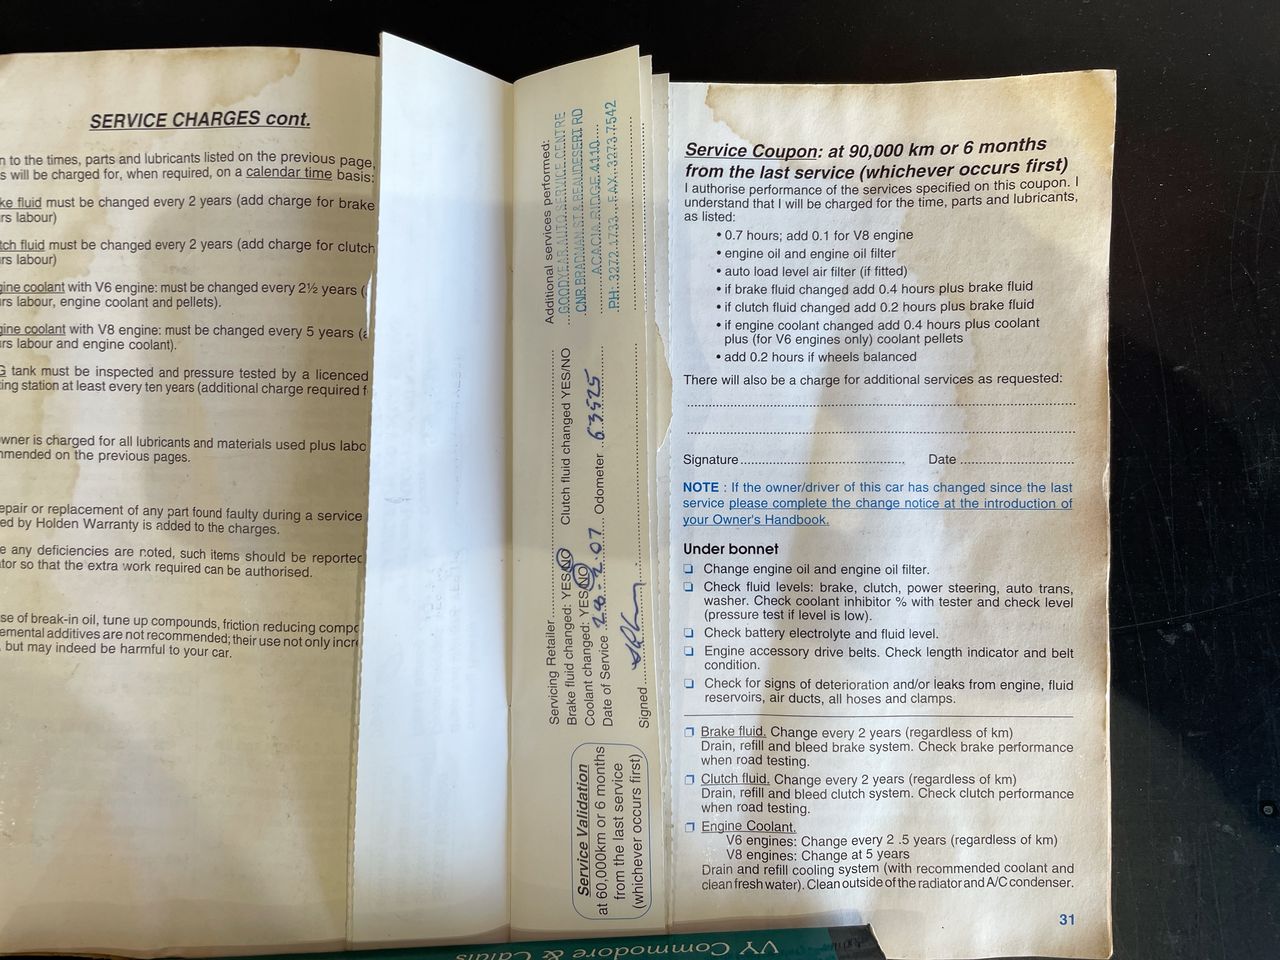 SERVICE CHARGES cont.
n to the times, parts and lubricants listed on the previous page,
s will be charged for, when required, on a calendar time basis:
ke fluid must be changed every 2 years (add charge for brake
rs labour)
tch fluid must be changed every 2 years (add charge for clutch
rs labour)
gine coolant with V6 engine: must be changed every 2½ years (
rs labour, engine coolant and pellets).
gine coolant with V8 engine: must be changed every 5 years (a
rs labour and engine coolant).
G tank must be inspected and pressure tested by a licenced
ting station at least every ten years (additional charge required f
wner is charged for all lubricants and materials used plus labo
mmended on the previous pages.
epair or replacement of any part found faulty during a service
ed by Holden Warranty is added to the charges.
e any deficiencies are noted, such items should be reported
tor so that the extra work required can be authorised.
se of break-in oil, tune up compounds, friction reducing compo
emental additives are not recommended; their use not only incre
, but may indeed be harmful to your car.
Service Validation
at 60,000km or 6 months
from the last service
(whichever occurs first)
Servicing Retailer
Brake fluid changed: YES/NO Clutch fluid changed YES/NO
Coolant changed: YES/NO
Date of Service 28-2-07 Odometer 63525
Signed
Additional services performed:
GOODYEAR AUTO SERVICE CENTRE
CNR BRADMAN ST & BEAUDESERT RD
ACACIA RIDGE 4110
PH: 3272 1733 FAX: 3273 7542
Service Coupon: at 90,000 km or 6 months
from the last service (whichever occurs first)
I authorise performance of the services specified on this coupon. I
understand that I will be charged for the time, parts and lubricants,
as listed:
• 0.7 hours; add 0.1 for V8 engine
• engine oil and engine oil filter
• auto load level air filter (if fitted)
• if brake fluid changed add 0.4 hours plus brake fluid
• if clutch fluid changed add 0.2 hours plus brake fluid
• if engine coolant changed add 0.4 hours plus coolant
plus (for V6 engines only) coolant pellets
• add 0.2 hours if wheels balanced
There will also be a charge for additional services as requested:
Signature Date
NOTE : If the owner/driver of this car has changed since the last
service please complete the change notice at the introduction of
your Owner's Handbook.
Under bonnet
❏ Change engine oil and engine oil filter.
❏ Check fluid levels: brake, clutch, power steering, auto trans,
washer. Check coolant inhibitor % with tester and check level
(pressure test if level is low).
❏ Check battery electrolyte and fluid level.
❏ Engine accessory drive belts. Check length indicator and belt
condition.
❏ Check for signs of deterioration and/or leaks from engine, fluid
reservoirs, air ducts, all hoses and clamps.
❐ Brake fluid. Change every 2 years (regardless of km)
Drain, refill and bleed brake system. Check brake performance
when road testing.
❐ Clutch fluid. Change every 2 years (regardless of km)
Drain, refill and bleed clutch system. Check clutch performance
when road testing.
❐ Engine Coolant.
V6 engines: Change every 2 .5 years (regardless of km)
V8 engines: Change at 5 years
Drain and refill cooling system (with recommended coolant and
clean fresh water). Clean outside of the radiator and A/C condenser.
31
VY Commodore & Calais